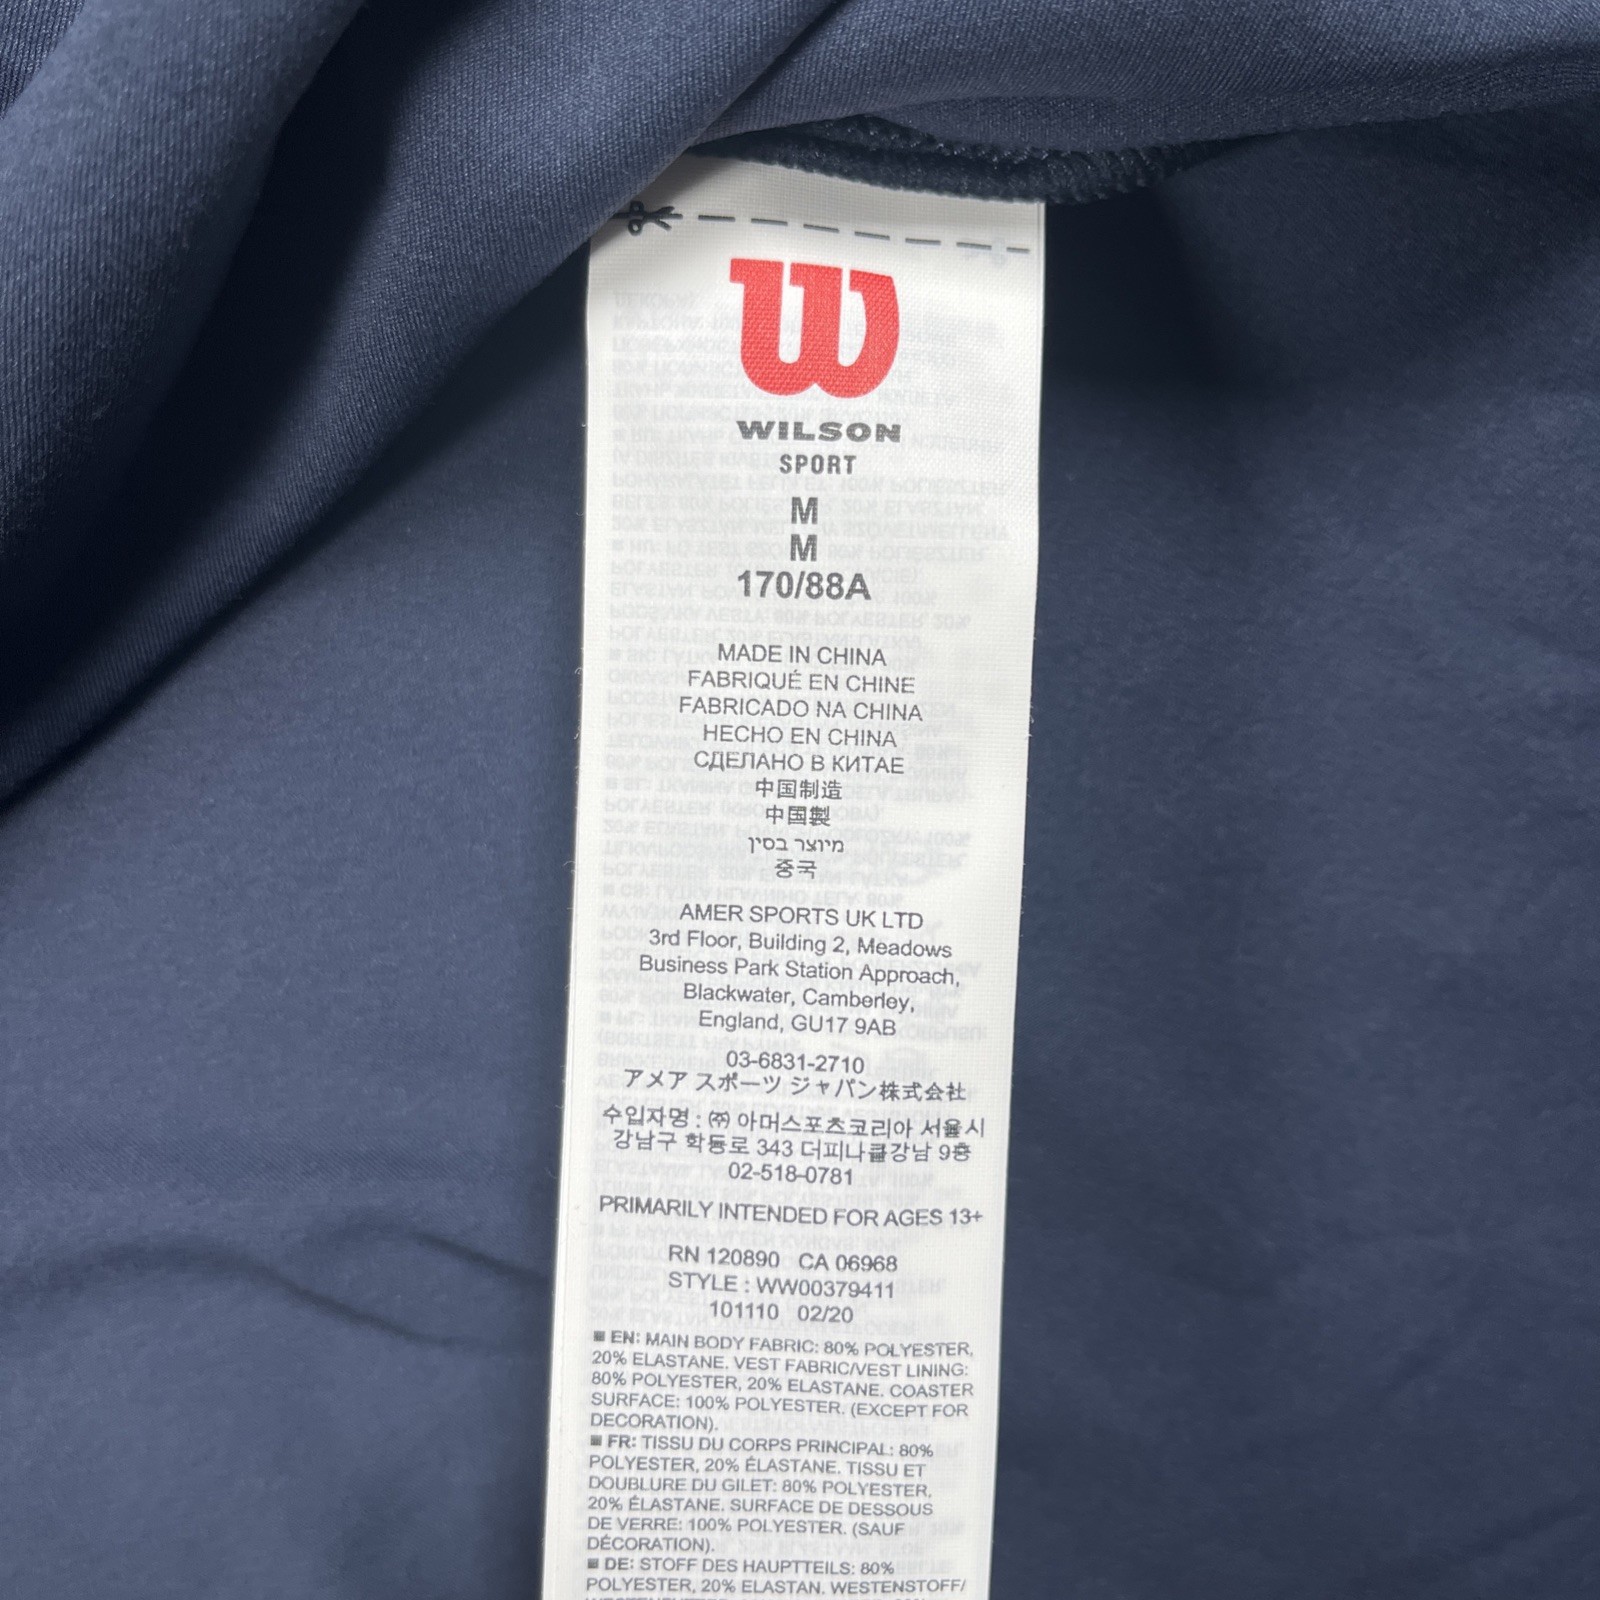 WILSON
SPORT
M
M
170/88A
MADE IN CHINA
FABRIQUÉ EN CHINE
FABRICADO NA CHINA
HECHO EN CHINA
СДЕЛАНО В КИТАЕ
中国制造
中国製
מיוצר בסין
중국
AMER SPORTS UK LTD
3rd Floor, Building 2, Meadows
Business Park Station Approach,
Blackwater, Camberley,
England, GU17 9AB
03-6831-2710
アメア スポーツ ジャパン株式会社
수입자명 : ㈜ 아머스포츠코리아 서울시
강남구 학동로 343 더피나클강남 9층
02-518-0781
PRIMARILY INTENDED FOR AGES 13+
RN 120890 CA 06968
STYLE : WW00379411
101110 02/20
■ EN: MAIN BODY FABRIC: 80% POLYESTER,
20% ELASTANE. VEST FABRIC/VEST LINING:
80% POLYESTER, 20% ELASTANE. COASTER
SURFACE: 100% POLYESTER. (EXCEPT FOR
DECORATION).
■ FR: TISSU DU CORPS PRINCIPAL: 80%
POLYESTER, 20% ÉLASTANE. TISSU ET
DOUBLURE DU GILET: 80% POLYESTER,
20% ÉLASTANE. SURFACE DE DESSOUS
DE VERRE: 100% POLYESTER. (SAUF
DÉCORATION).
■ DE: STOFF DES HAUPTTEILS: 80%
POLYESTER, 20% ELASTAN. WESTENSTOFF/